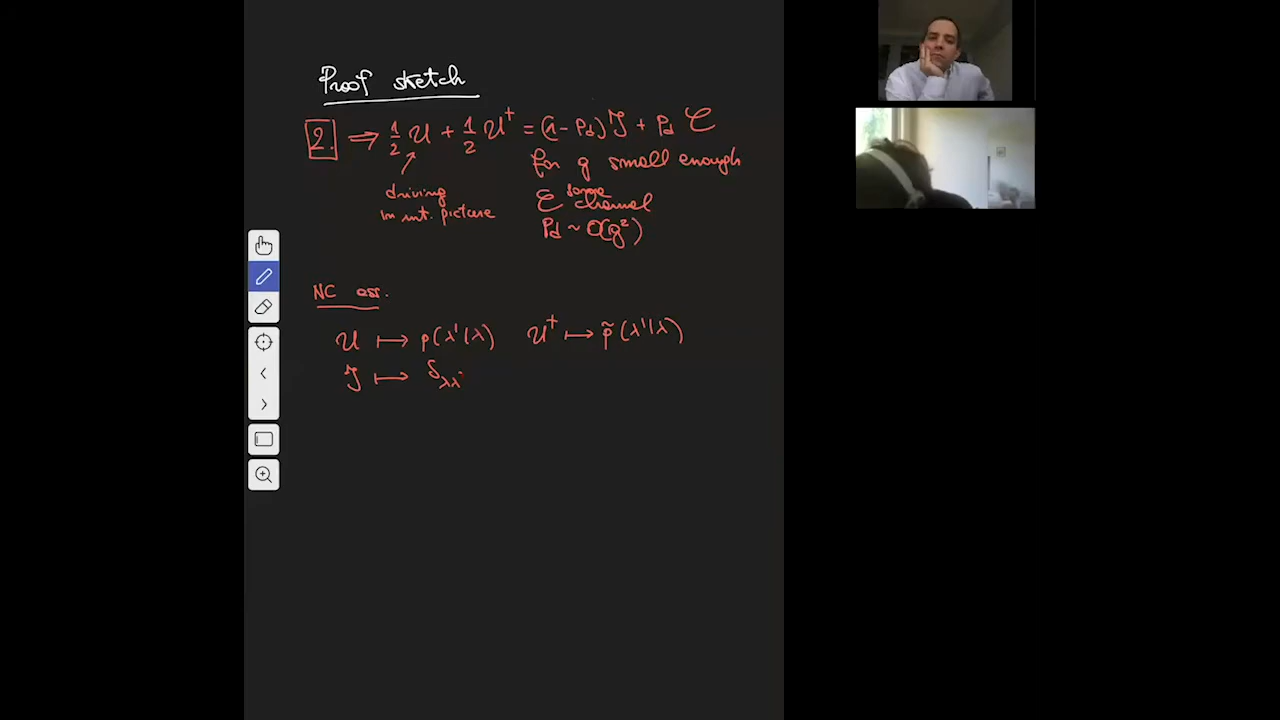 Proof sketch
2. ⇒ 1/2 U + 1/2 U† = (1 - Pd) I + Pd C
for g small enough
driving
in int. picture
C some channel
Pd ~ O(g²)
NC ass.
U ↦ p(λ'|λ) U† ↦ p̃(λ'|λ)
I ↦ δλλ'